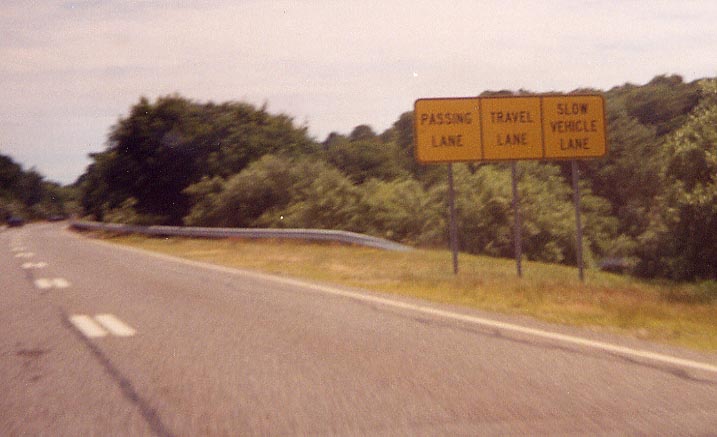 PASSING
LANE
TRAVEL
LANE
SLOW
VEHICLE
LANE